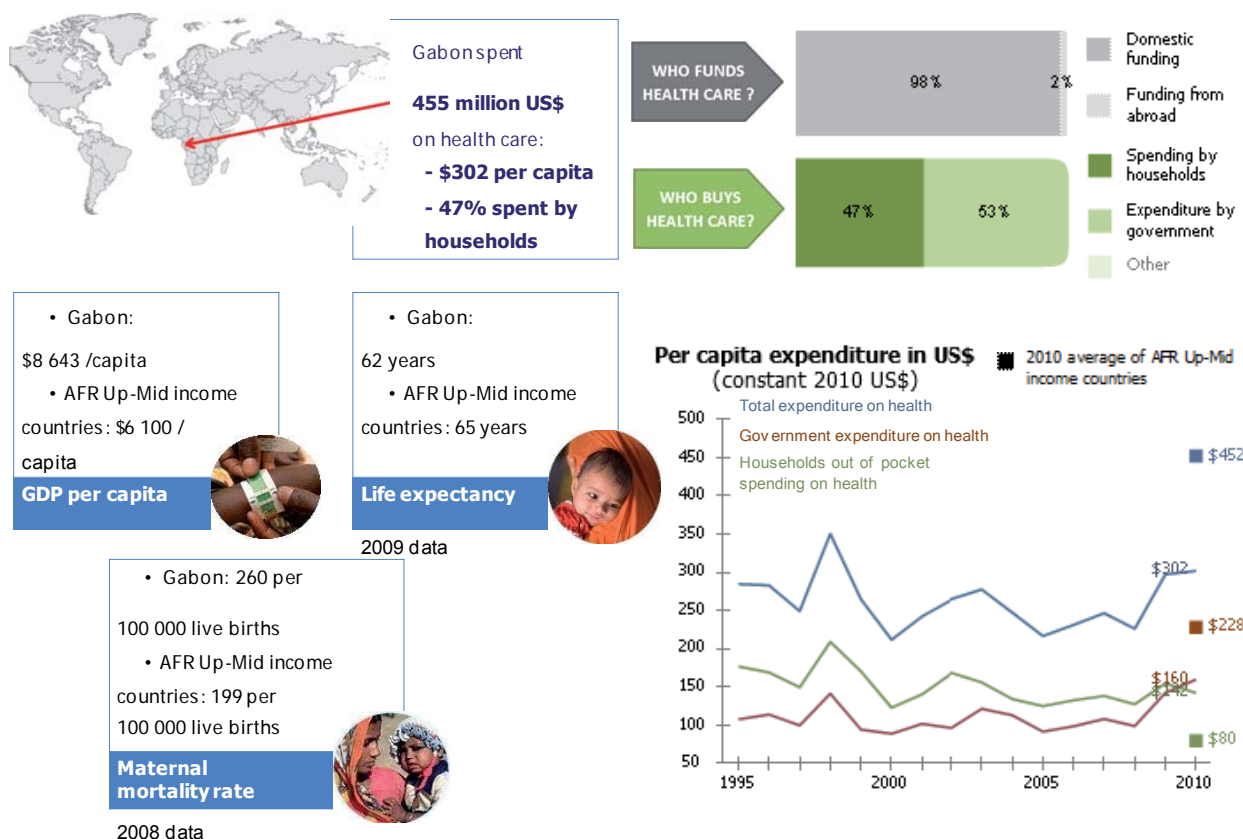 Gabon spent
455 million US$
on health care:
- $302 per capita
- 47% spent by
households
WHO FUNDS
HEALTH CARE ?
98%
2%
Domestic
funding
Funding from
abroad
WHO BUYS
HEALTH CARE?
47%
53%
Spending by
households
Expenditure by
government
Other
• Gabon:
$8 643 /capita
• AFR Up-Mid income
countries: $6 100 /
capita
GDP per capita
• Gabon:
62 years
• AFR Up-Mid income
countries: 65 years
Life expectancy
2009 data
• Gabon: 260 per
100 000 live births
• AFR Up-Mid income
countries: 199 per
100 000 live births
Maternal
mortality rate
2008 data
Per capita expenditure in US$
(constant 2010 US$)
2010 average of AFR Up-Mid
income countries
Total expenditure on health
Government expenditure on health
Households out of pocket
spending on health
500
450
400
350
300
250
200
150
100
50
1995
2000
2005
2010
$452
$302
$228
$160
$142
$80